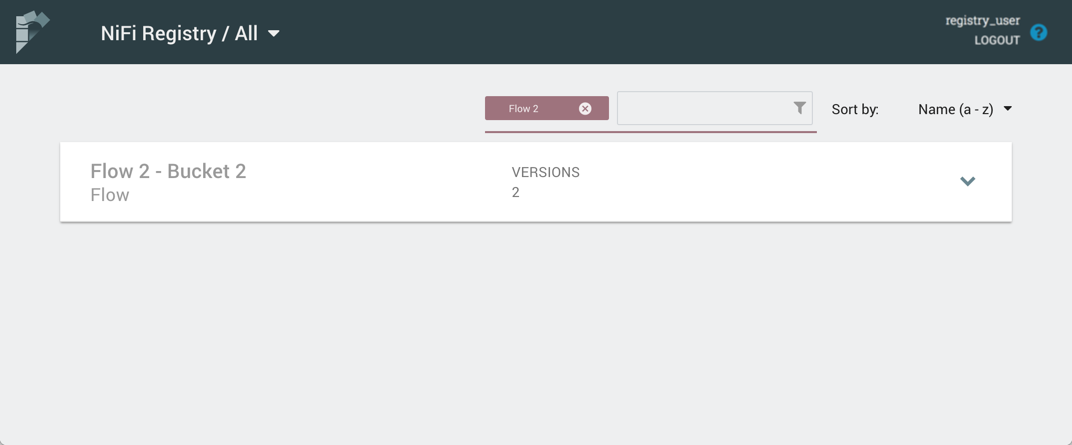 NiFi Registry / All
registry_user
LOGOUT
?
Flow 2
Sort by:
Name (a - z)
Flow 2 - Bucket 2
Flow
VERSIONS
2